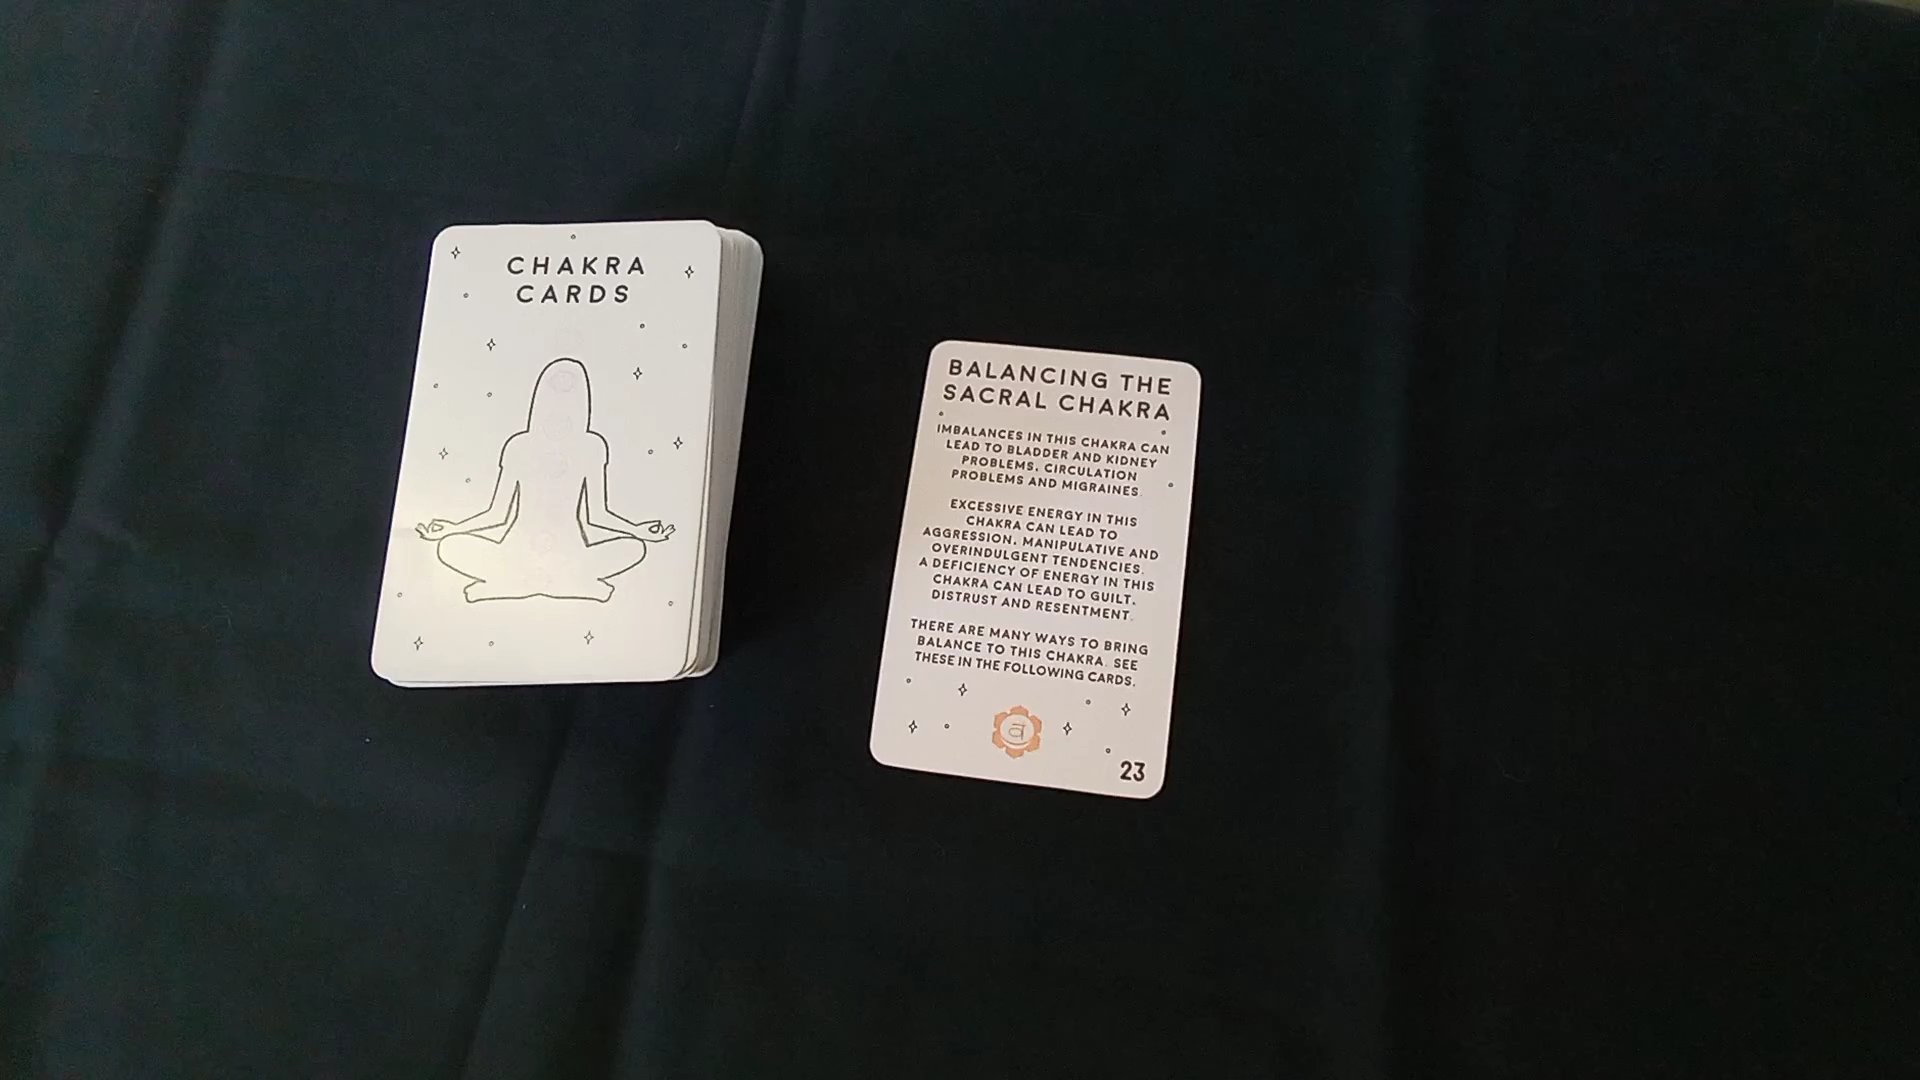 CHAKRA
CARDS
BALANCING THE
SACRAL CHAKRA
IMBALANCES IN THIS CHAKRA CAN
LEAD TO BLADDER AND KIDNEY
PROBLEMS, CIRCULATION
PROBLEMS AND MIGRAINES.
EXCESSIVE ENERGY IN THIS
CHAKRA CAN LEAD TO
AGGRESSION, MANIPULATIVE AND
OVERINDULGENT TENDENCIES.
A DEFICIENCY OF ENERGY IN THIS
CHAKRA CAN LEAD TO GUILT,
DISTRUST AND RESENTMENT.
THERE ARE MANY WAYS TO BRING
BALANCE TO THIS CHAKRA. SEE
THESE IN THE FOLLOWING CARDS.
वं
23